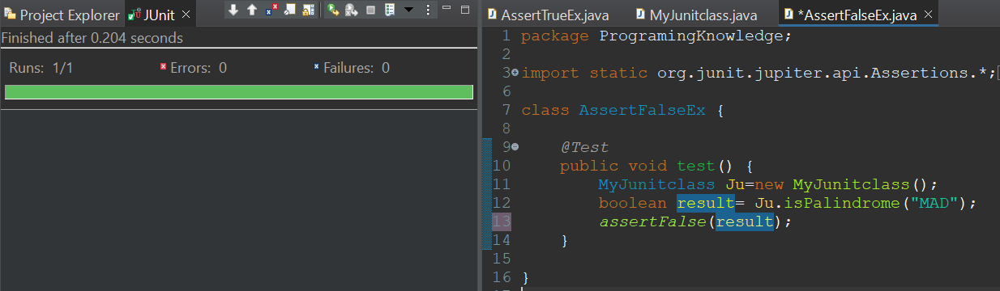 Project Explorer JUnit
Finished after 0.204 seconds
Runs: 1/1 Errors: 0 Failures: 0
AssertTrueEx.java MyJunitclass.java *AssertFalseEx.java
1 package ProgramingKnowledge;
2
3 import static org.junit.jupiter.api.Assertions.*;
6
7 class AssertFalseEx {
8
9 @Test
10 public void test() {
11 MyJunitclass Ju=new MyJunitclass();
12 boolean result= Ju.isPalindrome("MAD");
13 assertFalse(result);
14 }
15
16 }